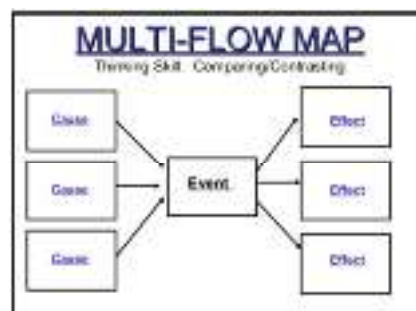 MULTI-FLOW MAP
Thinking Skill: Comparing/Contrasting
Cause
Effect
Cause
Event.
Effect
Cause
Effect